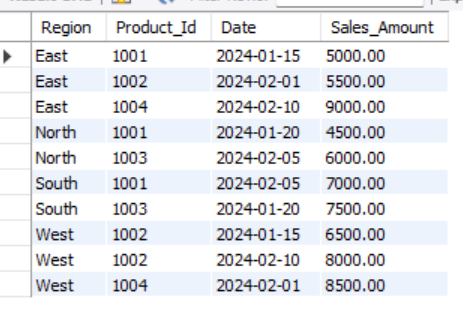 Region Product_Id Date Sales_Amount
East 1001 2024-01-15 5000.00
East 1002 2024-02-01 5500.00
East 1004 2024-02-10 9000.00
North 1001 2024-01-20 4500.00
North 1003 2024-02-05 6000.00
South 1001 2024-02-05 7000.00
South 1003 2024-01-20 7500.00
West 1002 2024-01-15 6500.00
West 1002 2024-02-10 8000.00
West 1004 2024-02-01 8500.00